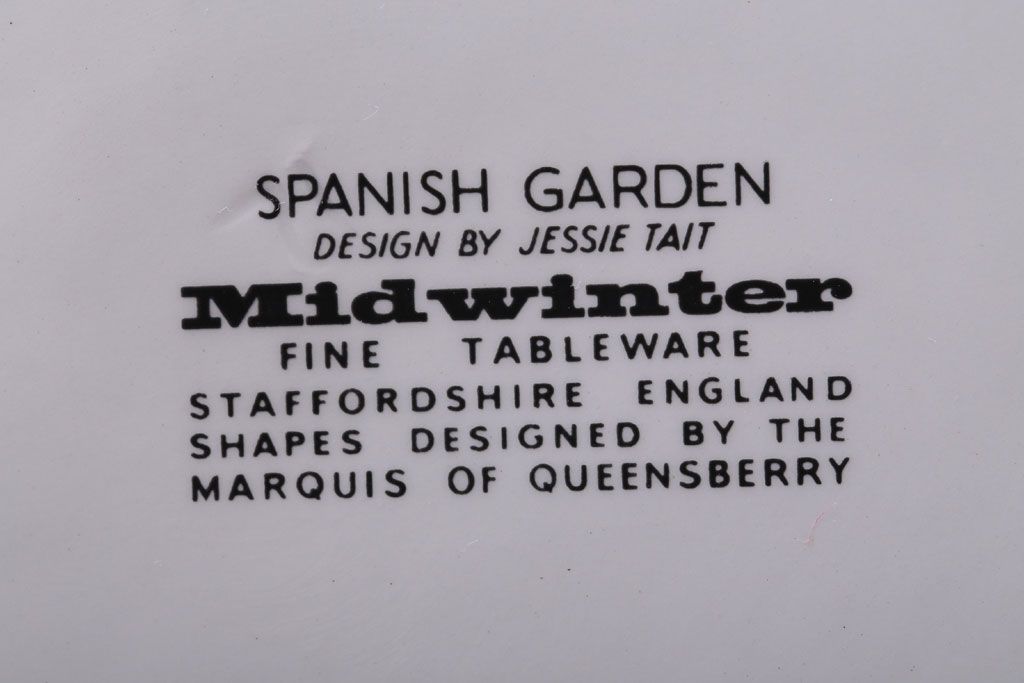 SPANISH GARDEN
DESIGN BY JESSIE TAIT
Midwinter
FINE TABLEWARE
STAFFORDSHIRE ENGLAND
SHAPES DESIGNED BY THE
MARQUIS OF QUEENSBERRY